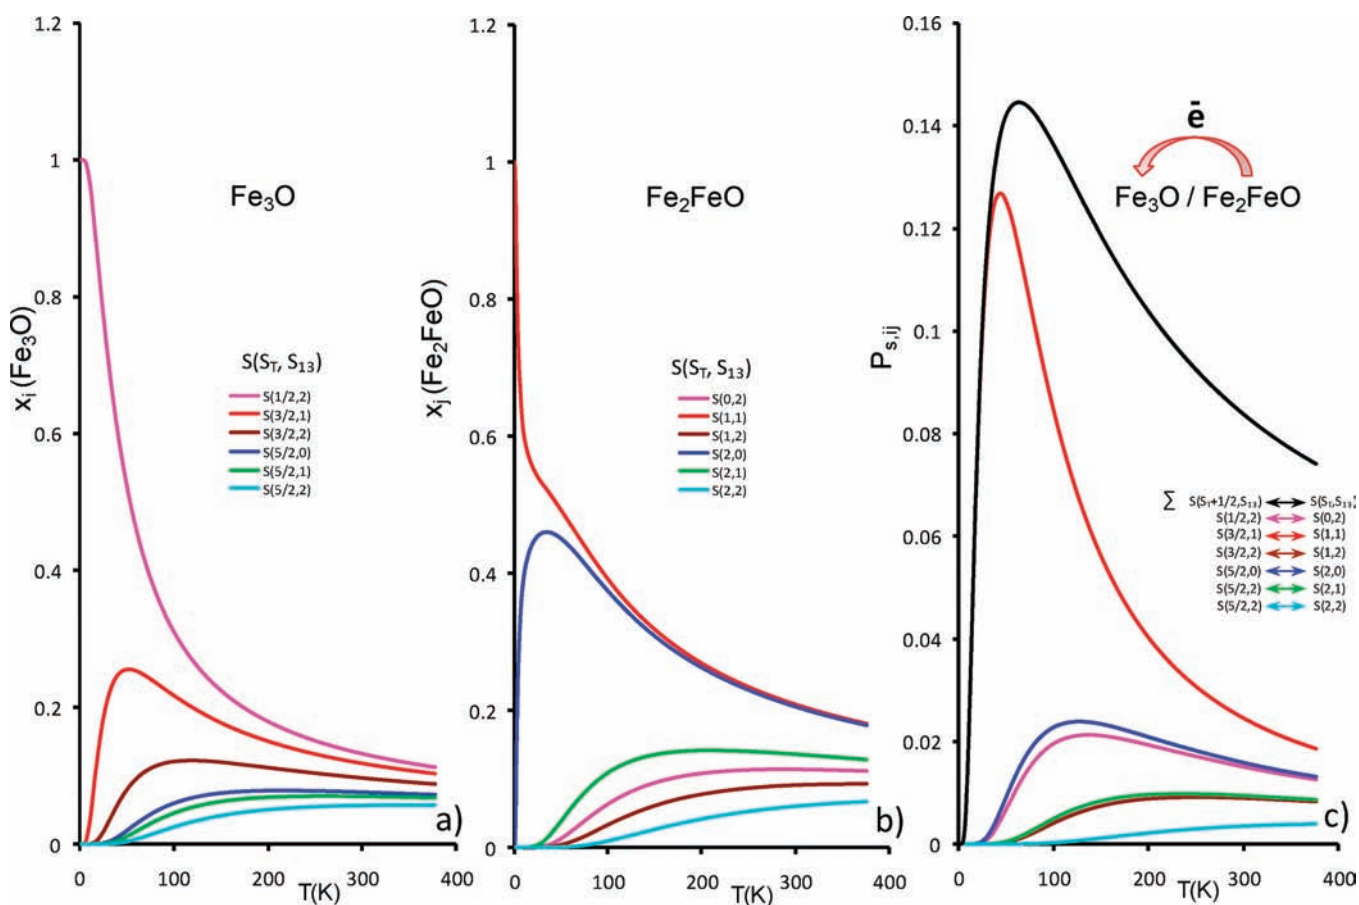 1.2
1
0.8
0.6
0.4
0.2
0
0
100
200
300
400
T(K)
xi (Fe3O)
Fe3O
S(ST, S13)
S(1/2,2)
S(3/2,1)
S(3/2,2)
S(5/2,0)
S(5/2,1)
S(5/2,2)
a)
1.2
1
0.8
0.6
0.4
0.2
0
0
100
200
300
400
T(K)
xj (Fe2FeO)
Fe2FeO
S(ST, S13)
S(0,2)
S(1,1)
S(1,2)
S(2,0)
S(2,1)
S(2,2)
b)
0.16
0.14
0.12
0.1
0.08
0.06
0.04
0.02
0
0
100
200
300
400
T(K)
Ps,ij
ē
Fe3O / Fe2FeO
Σ S(ST+1/2,S13) S(ST,S13)
S(1/2,2) S(0,2)
S(3/2,1) S(1,1)
S(3/2,2) S(1,2)
S(5/2,0) S(2,0)
S(5/2,2) S(2,1)
S(5/2,2) S(2,2)
c)